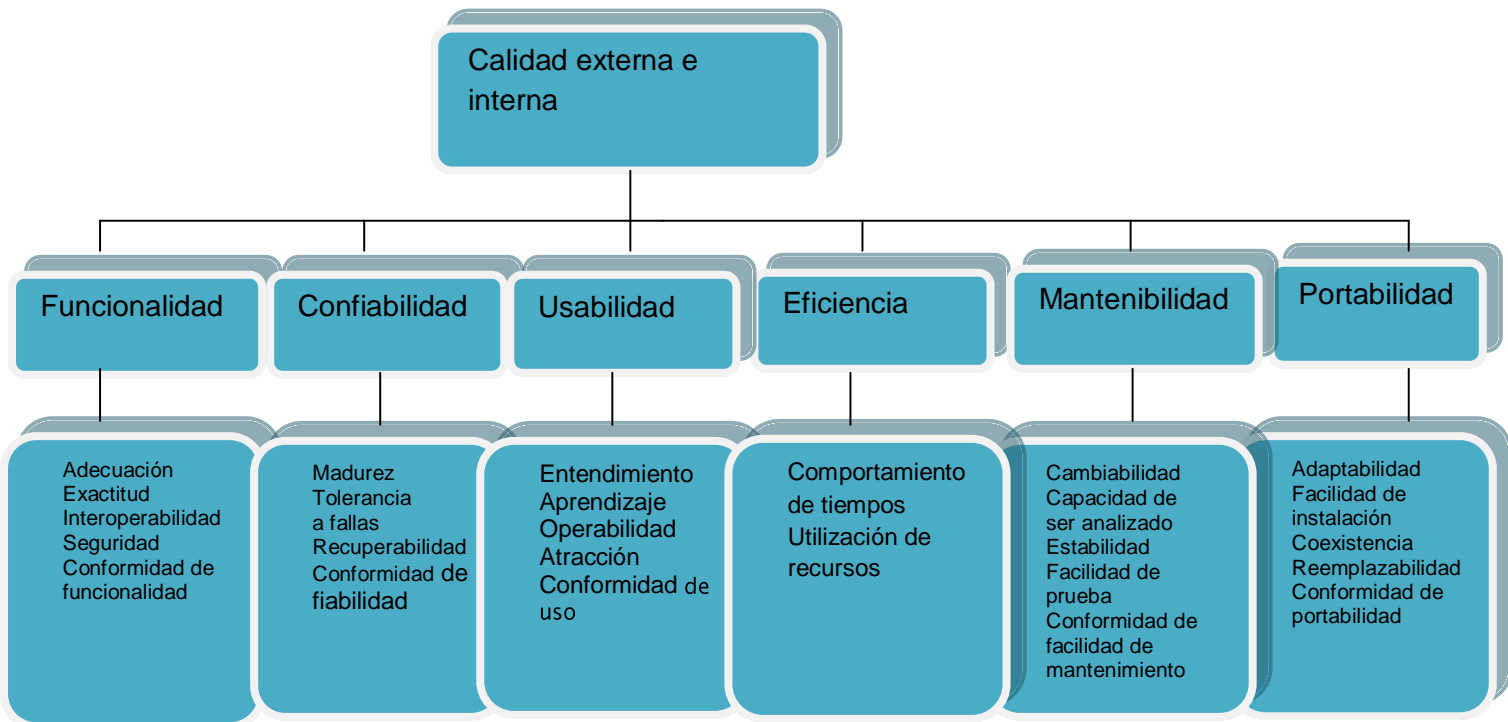 Calidad externa e
interna
Funcionalidad
Confiabilidad
Usabilidad
Eficiencia
Mantenibilidad
Portabilidad
Adecuación
Exactitud
Interoperabilidad
Seguridad
Conformidad de
funcionalidad
Madurez
Tolerancia
a fallas
Recuperabilidad
Conformidad de
fiabilidad
Entendimiento
Aprendizaje
Operabilidad
Atracción
Conformidad de
uso
Comportamiento
de tiempos
Utilización de
recursos
Cambiabilidad
Capacidad de
ser analizado
Estabilidad
Facilidad de
prueba
Conformidad de
facilidad de
mantenimiento
Adaptabilidad
Facilidad de
instalación
Coexistencia
Reemplazabilidad
Conformidad de
portabilidad